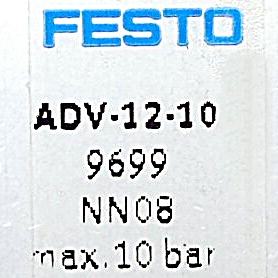 FESTO
ADV-12-10
9699
NN08
max. 10 bar